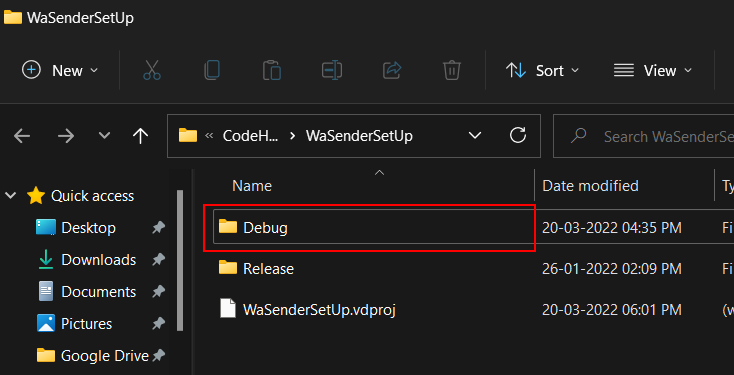 WaSenderSetUp
New
Sort
View
« CodeH... > WaSenderSetUp
Search WaSenderSe
Quick access
Desktop
Downloads
Documents
Pictures
Google Drive
Name Date modified Ty
Debug 20-03-2022 04:35 PM Fi
Release 26-01-2022 02:09 PM Fi
WaSenderSetUp.vdproj 20-03-2022 06:01 PM (w